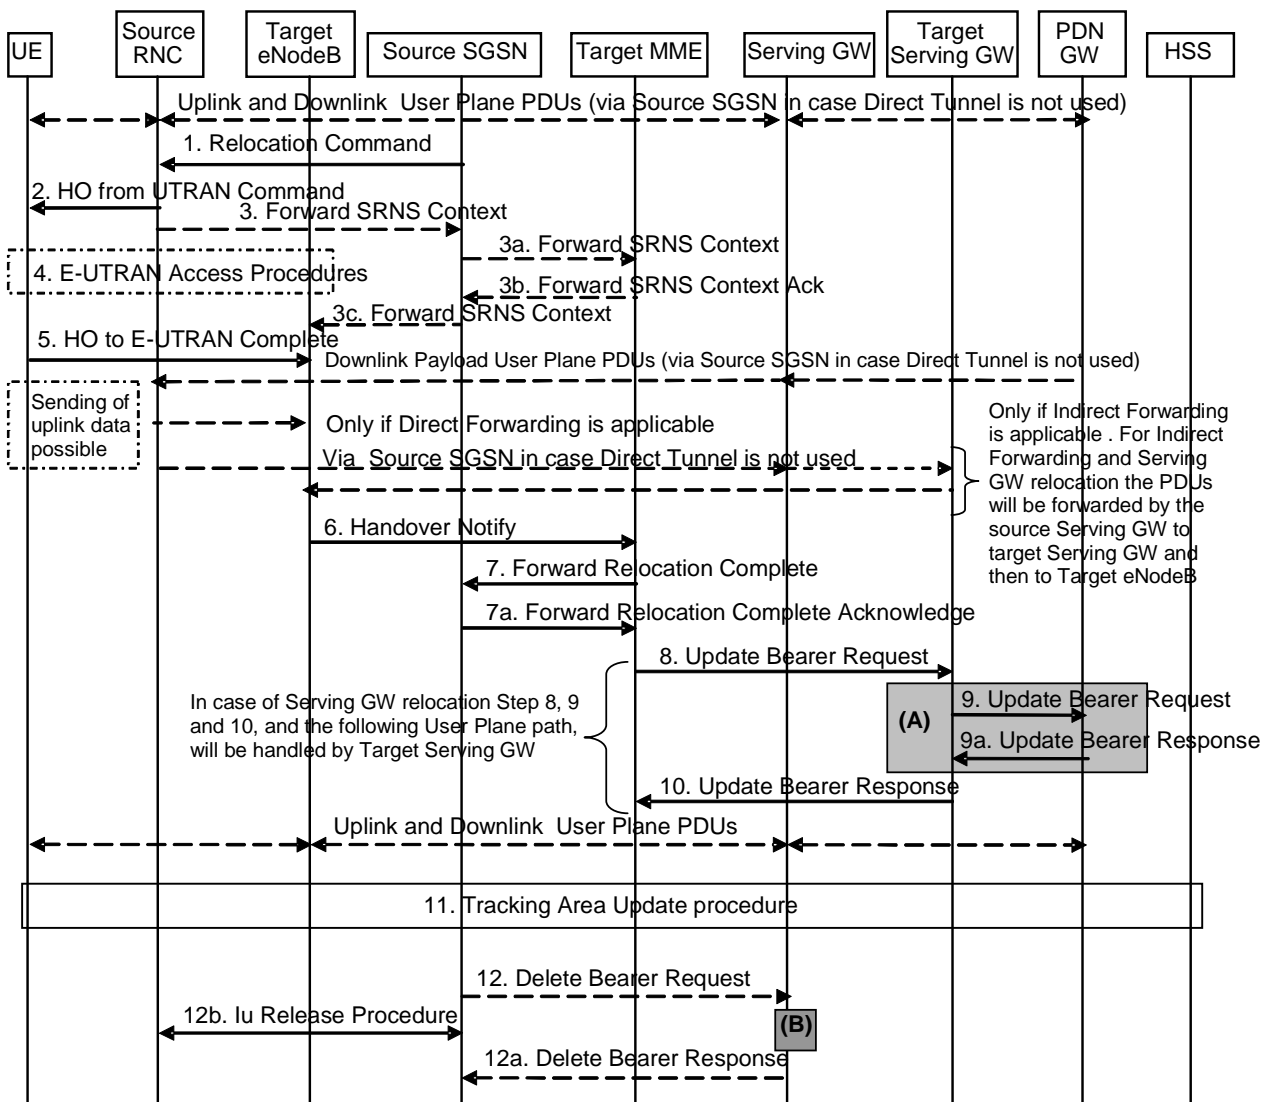 UE
Source
RNC
Target
eNodeB
Source SGSN
Target MME
Serving GW
Target
Serving GW
PDN
GW
HSS
Uplink and Downlink User Plane PDUs (via Source SGSN in case Direct Tunnel is not used)
1. Relocation Command
2. HO from UTRAN Command
3. Forward SRNS Context
3a. Forward SRNS Context
4. E-UTRAN Access Procedures
3b. Forward SRNS Context Ack
3c. Forward SRNS Context
5. HO to E-UTRAN Complete
Downlink Payload User Plane PDUs (via Source SGSN in case Direct Tunnel is not used)
Sending of
uplink data
possible
Only if Direct Forwarding is applicable
Via Source SGSN in case Direct Tunnel is not used
Only if Indirect Forwarding
is applicable . For Indirect
Forwarding and Serving
GW relocation the PDUs
will be forwarded by the
source Serving GW to
target Serving GW and
then to Target eNodeB
6. Handover Notify
7. Forward Relocation Complete
7a. Forward Relocation Complete Acknowledge
8. Update Bearer Request
In case of Serving GW relocation Step 8, 9
and 10, and the following User Plane path,
will be handled by Target Serving GW
(A)
9. Update Bearer Request
9a. Update Bearer Response
10. Update Bearer Response
Uplink and Downlink User Plane PDUs
11. Tracking Area Update procedure
12. Delete Bearer Request
12b. Iu Release Procedure
(B)
12a. Delete Bearer Response